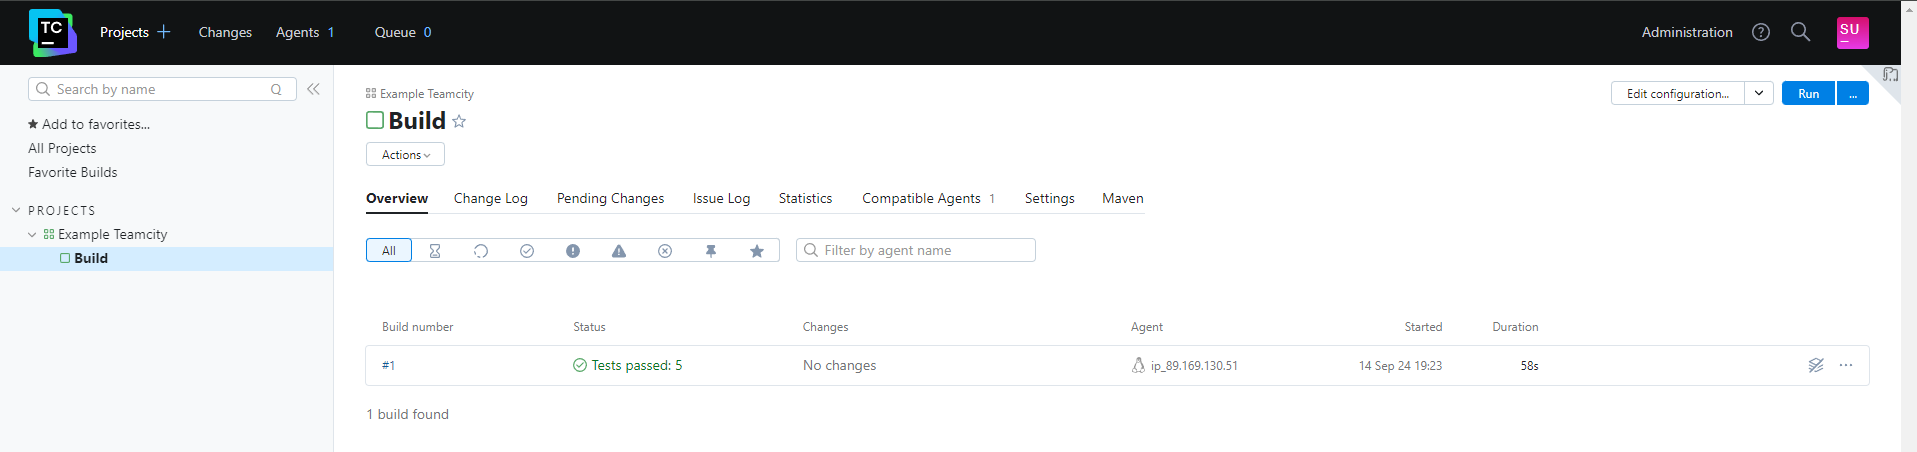 TC
Projects
Changes
Agents 1
Queue 0
Administration
SU
Search by name Q
Add to favorites...
All Projects
Favorite Builds
PROJECTS
Example Teamcity
Build
Example Teamcity
Build
Edit configuration...
Run
...
Actions
Overview
Change Log
Pending Changes
Issue Log
Statistics
Compatible Agents 1
Settings
Maven
All
Filter by agent name
Build number Status Changes Agent Started Duration
#1 Tests passed: 5 No changes ip_89.169.130.51 14 Sep 24 19:23 58s
1 build found